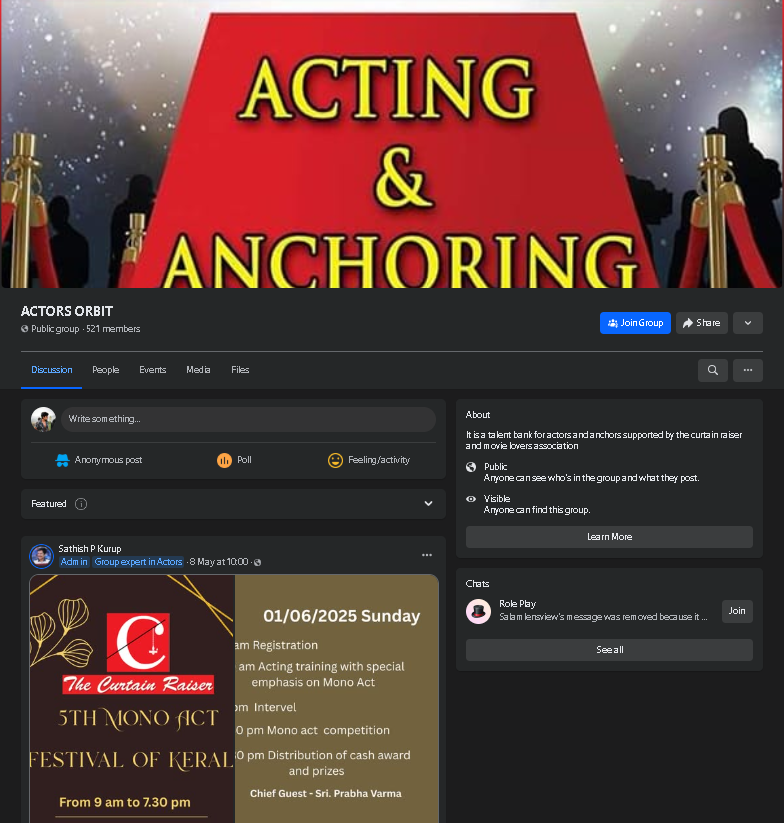 ACTING
&
ANCHORING
ACTORS ORBIT
Public group · 521 members
Join Group
Share
Discussion
People
Events
Media
Files
Write something...
Anonymous post
Poll
Feeling/activity
Featured
Sathish P Kurup
Admin Group expert in Actors · 8 May at 10:00 ·
C
The Curtain Raiser
5TH MONO ACT
FESTIVAL OF KERAL
From 9 am to 7.30 pm
01/06/2025 Sunday
am Registration
am Acting training with special
emphasis on Mono Act
pm Intervel
0 pm Mono act competition
0 pm Distribution of cash award
and prizes
Chief Guest - Sri. Prabha Varma
About
It is a talent bank for actors and anchors supported by the curtain raiser
and movie lovers association
Public
Anyone can see who's in the group and what they post.
Visible
Anyone can find this group.
Learn More
Chats
Role Play
Salam lensview's message was removed because it ...
Join
See all